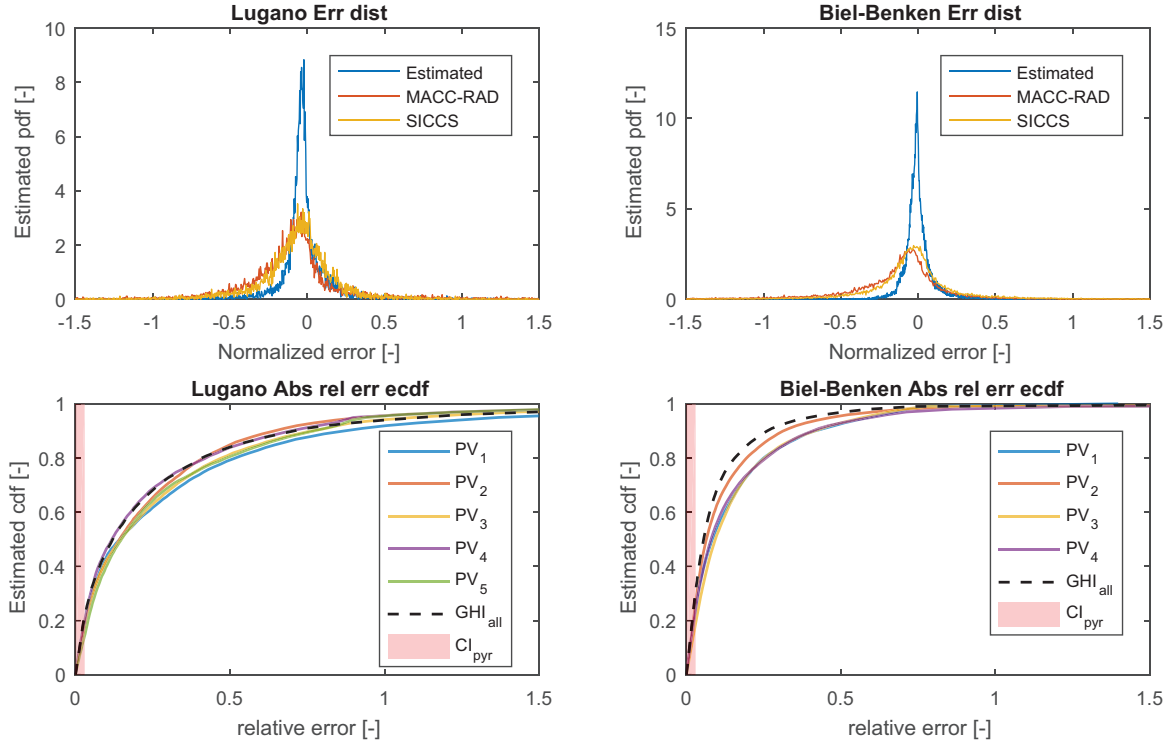 Lugano Err dist
Estimated pdf [-]
10
8
6
4
2
0
Estimated
MACC-RAD
SICCS
-1.5 -1 -0.5 0 0.5 1 1.5
Normalized error [-]
Biel-Benken Err dist
Estimated pdf [-]
15
10
5
0
Estimated
MACC-RAD
SICCS
-1.5 -1 -0.5 0 0.5 1 1.5
Normalized error [-]
Lugano Abs rel err ecdf
Estimated cdf [-]
1
0.8
0.6
0.4
0.2
0
PV1
PV2
PV3
PV4
PV5
GHIall
CIpyr
0 0.5 1 1.5
relative error [-]
Biel-Benken Abs rel err ecdf
Estimated cdf [-]
1
0.8
0.6
0.4
0.2
0
PV1
PV2
PV3
PV4
GHIall
CIpyr
0 0.5 1 1.5
relative error [-]